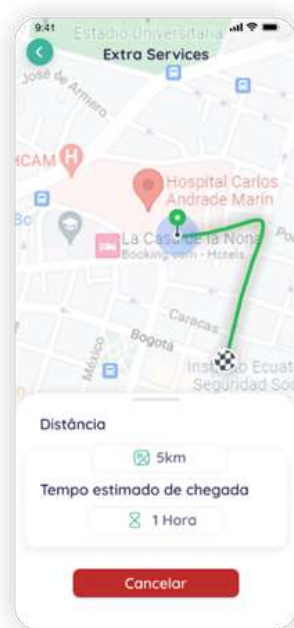 9:41
Estadio Universitario
Extra Services
José de
Armero
HCAM
H
Hospital Carlos
Andrade Marín
La Casa de la Nona
Booking.com - Hotels
Caracas
Bogotá
México
Ecuat
Seguridad Soc
Distância
5km
Tempo estimado de chegada
1 Hora
Cancelar